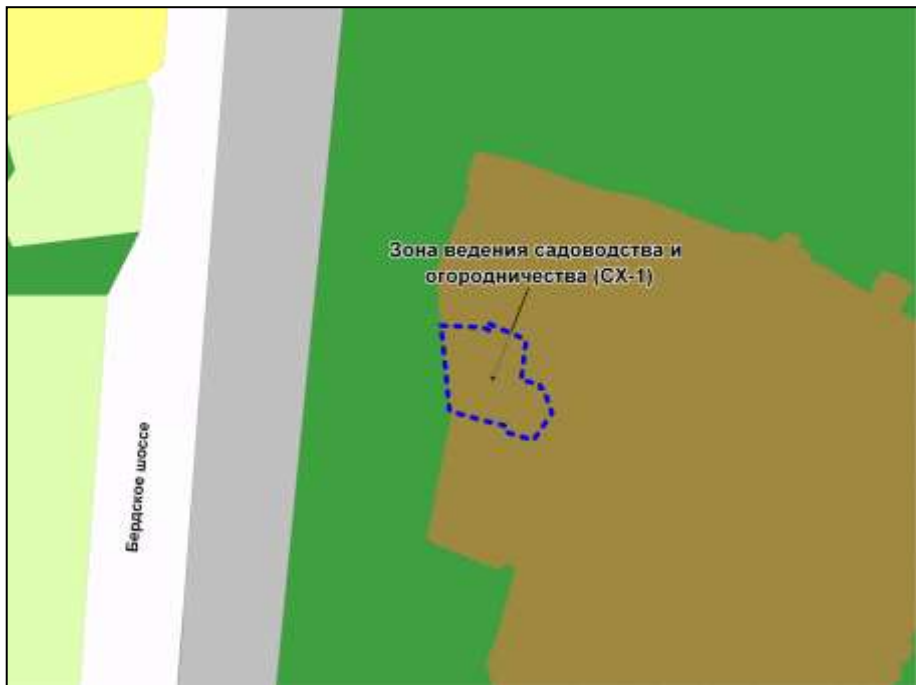 Зона ведения садоводства и
огородничества (СХ-1)
Бердское шоссе